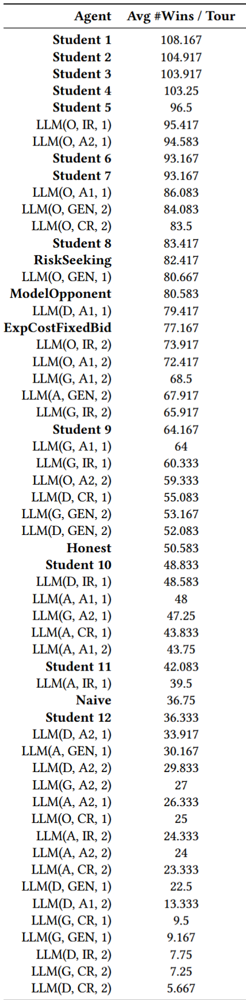 Agent Avg #Wins / Tour
Student 1 108.167
Student 2 104.917
Student 3 103.917
Student 4 103.25
Student 5 96.5
LLM(O, IR, 1) 95.417
LLM(O, A2, 1) 94.583
Student 6 93.167
Student 7 93.167
LLM(O, A1, 1) 86.083
LLM(O, GEN, 2) 84.083
LLM(O, CR, 2) 83.5
Student 8 83.417
RiskSeeking 82.417
LLM(O, GEN, 1) 80.667
ModelOpponent 80.583
LLM(D, A1, 1) 79.417
ExpCostFixedBid 77.167
LLM(O, IR, 2) 73.917
LLM(O, A1, 2) 72.417
LLM(G, A1, 2) 68.5
LLM(A, GEN, 2) 67.917
LLM(G, IR, 2) 65.917
Student 9 64.167
LLM(G, A1, 1) 64
LLM(G, IR, 1) 60.333
LLM(O, A2, 2) 59.333
LLM(D, CR, 1) 55.083
LLM(G, GEN, 2) 53.167
LLM(D, GEN, 2) 52.083
Honest 50.583
Student 10 48.833
LLM(D, IR, 1) 48.583
LLM(A, A1, 1) 48
LLM(G, A2, 1) 47.25
LLM(A, CR, 1) 43.833
LLM(A, A1, 2) 43.75
Student 11 42.083
LLM(A, IR, 1) 39.5
Naive 36.75
Student 12 36.333
LLM(D, A2, 1) 33.917
LLM(A, GEN, 1) 30.167
LLM(D, A2, 2) 29.833
LLM(G, A2, 2) 27
LLM(A, A2, 1) 26.333
LLM(O, CR, 1) 25
LLM(A, IR, 2) 24.333
LLM(A, A2, 2) 24
LLM(A, CR, 2) 23.333
LLM(D, GEN, 1) 22.5
LLM(D, A1, 2) 13.333
LLM(G, CR, 1) 9.5
LLM(G, GEN, 1) 9.167
LLM(D, IR, 2) 7.75
LLM(G, CR, 2) 7.25
LLM(D, CR, 2) 5.667